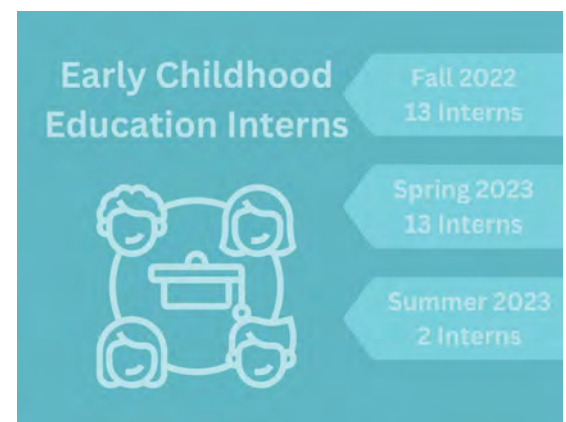 Early Childhood
Education Interns
Fall 2022
13 Interns
Spring 2023
13 Interns
Summer 2023
2 Interns